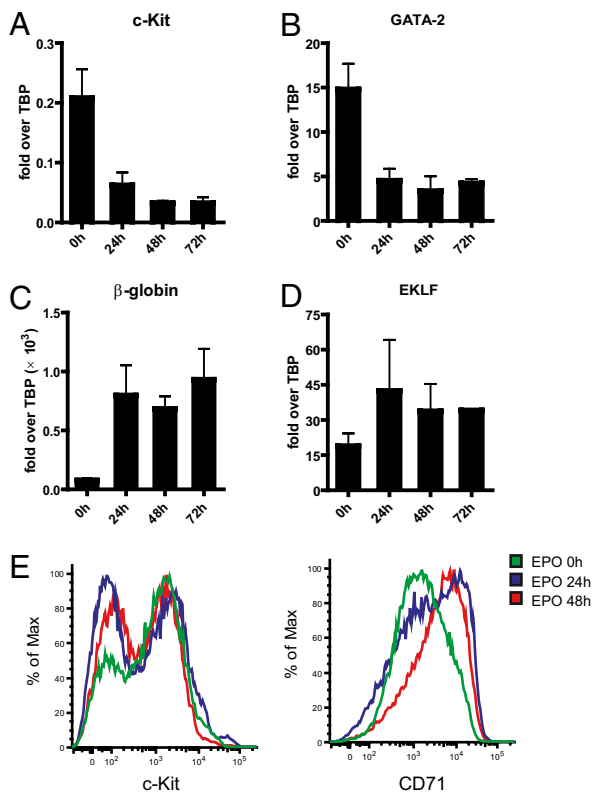 A
c-Kit
fold over TBP
0.3
0.2
0.1
0.0
0h
24h
48h
72h
B
GATA-2
fold over TBP
20
15
10
5
0
0h
24h
48h
72h
C
β-globin
fold over TBP (× 10³)
1.5
1.0
0.5
0.0
0h
24h
48h
72h
D
EKLF
fold over TBP
75
60
45
30
15
0h
24h
48h
72h
E
% of Max
100
80
60
40
20
0
0 10² 10³ 10⁴ 10⁵
c-Kit
% of Max
100
80
60
40
20
0
0 10² 10³ 10⁴ 10⁵
CD71
EPO 0h
EPO 24h
EPO 48h